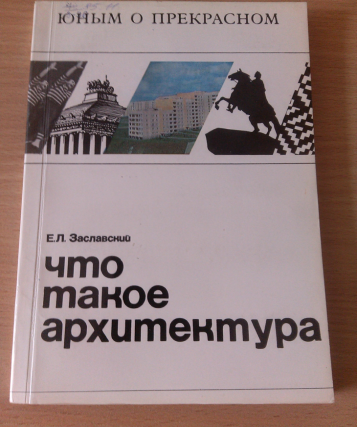 ЮНЫМ О ПРЕКРАСНОМ
Е.Л. Заславский
что
такое
архитектура